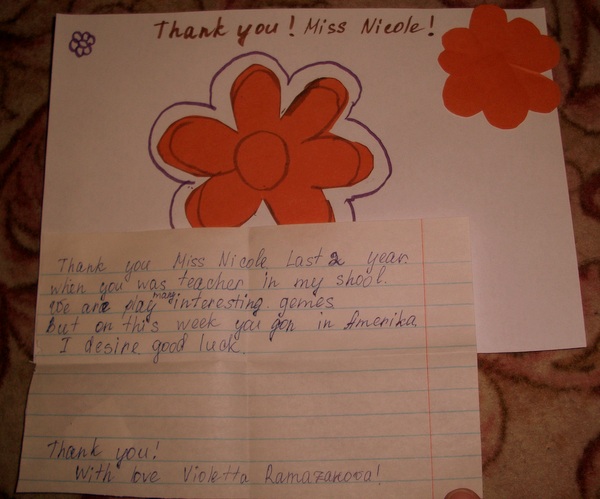 Thank you! Miss Nicole!
Thank you Miss Nicole Last 2 year
when you was teacher in my shool.
We are play many interesting gemes
But on this week you gon in Amerika
I desire good luck.
Thank you!
With love Violetta Ramazanova!